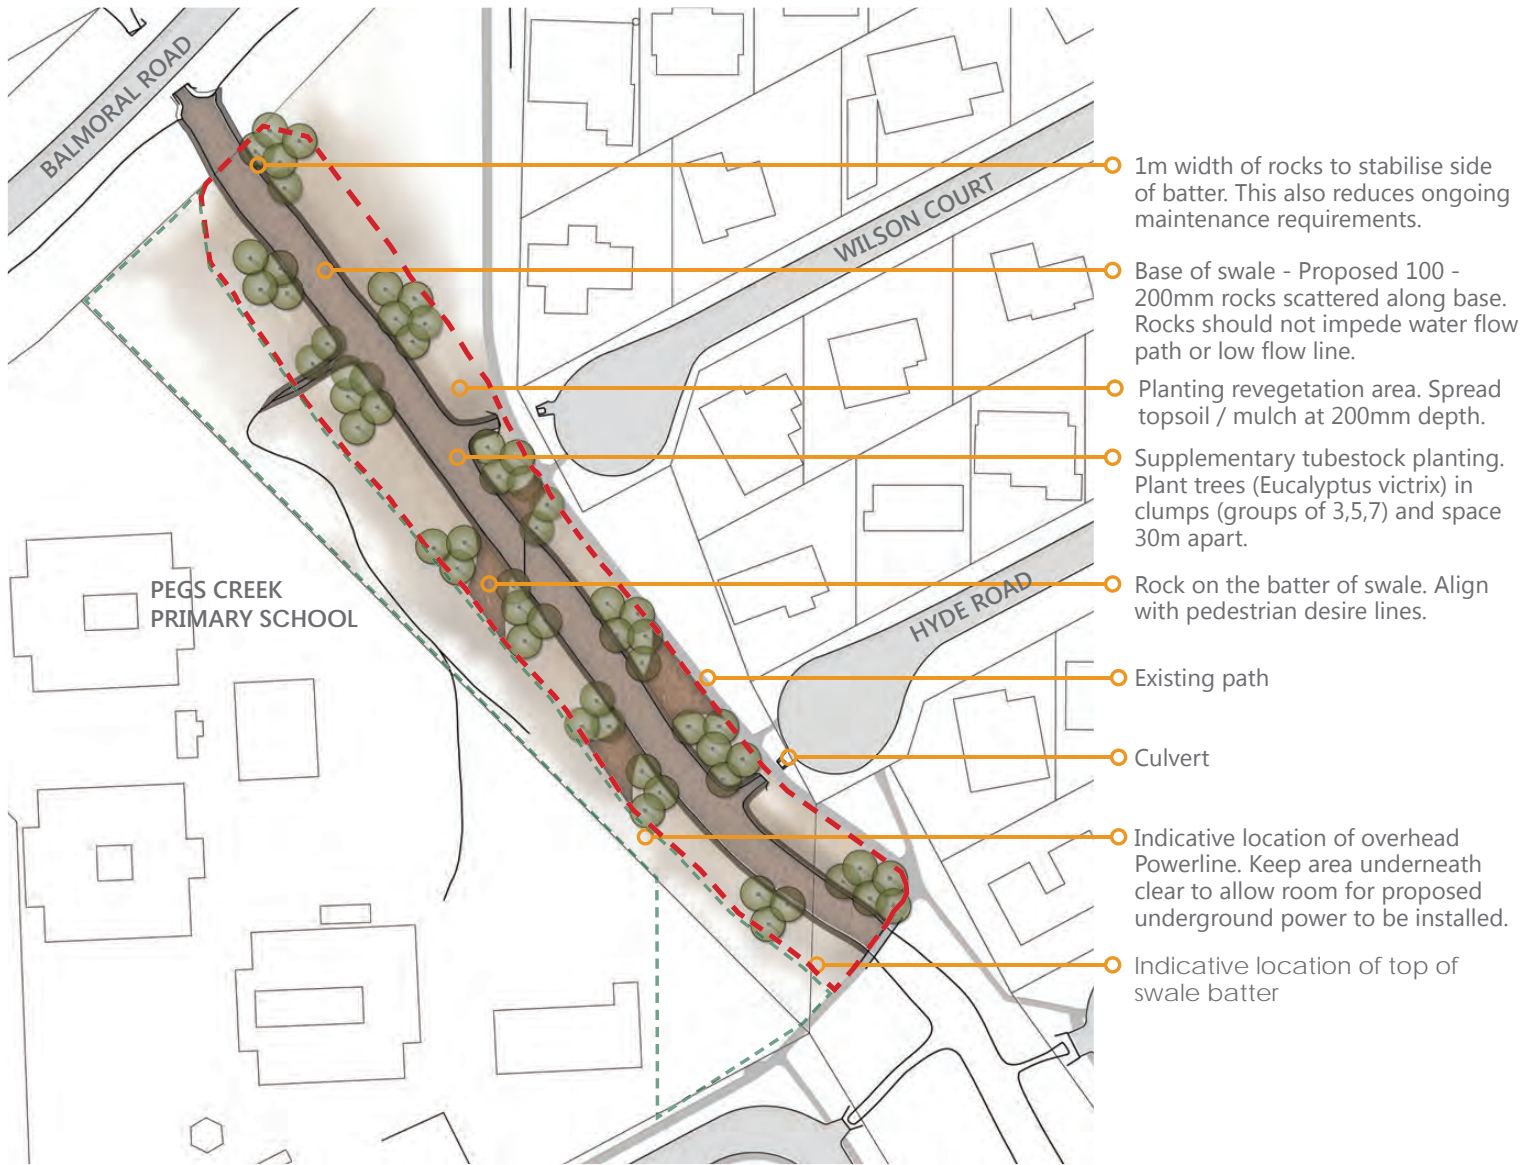 BALMORAL ROAD
WILSON COURT
HYDE ROAD
PEGS CREEK
PRIMARY SCHOOL
1m width of rocks to stabilise side
of batter. This also reduces ongoing
maintenance requirements.
Base of swale - Proposed 100 -
200mm rocks scattered along base.
Rocks should not impede water flow
path or low flow line.
Planting revegetation area. Spread
topsoil / mulch at 200mm depth.
Supplementary tubestock planting.
Plant trees (Eucalyptus victrix) in
clumps (groups of 3,5,7) and space
30m apart.
Rock on the batter of swale. Align
with pedestrian desire lines.
Existing path
Culvert
Indicative location of overhead
Powerline. Keep area underneath
clear to allow room for proposed
underground power to be installed.
Indicative location of top of
swale batter